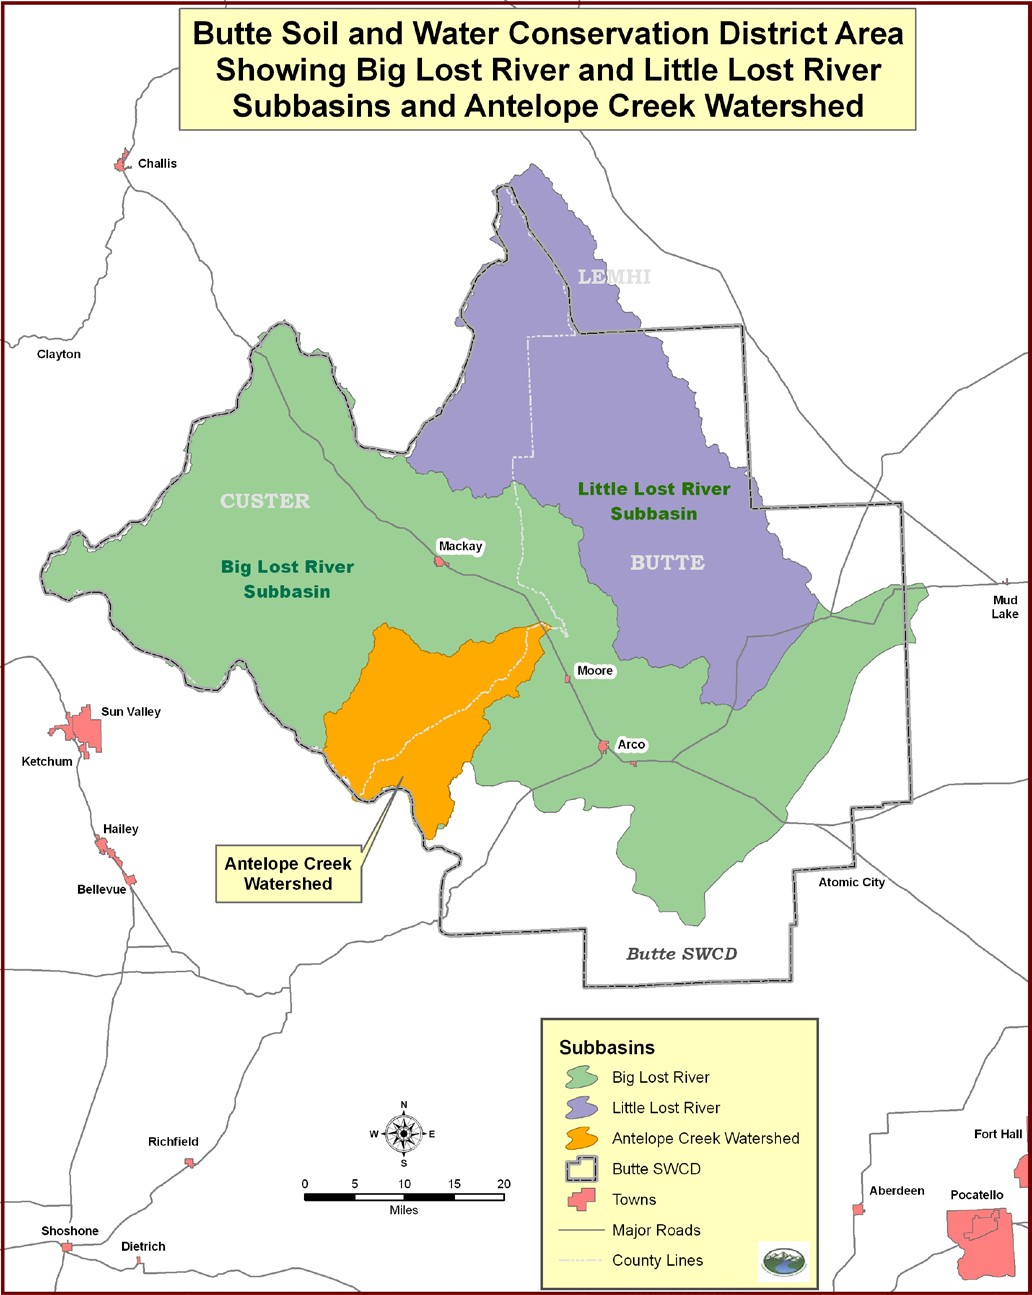 Butte Soil and Water Conservation District Area
Showing Big Lost River and Little Lost River
Subbasins and Antelope Creek Watershed
Challis
LEMHI
Clayton
CUSTER
Little Lost River
Subbasin
Mackay
BUTTE
Big Lost River
Subbasin
Mud
Lake
Moore
Sun Valley
Arco
Ketchum
Hailey
Antelope Creek
Watershed
Bellevue
Atomic City
Butte SWCD
Subbasins
Big Lost River
Little Lost River
Antelope Creek Watershed
Butte SWCD
Towns
Major Roads
County Lines
N
W
E
S
0 5 10 15 20
Miles
Richfield
Fort Hall
Aberdeen
Pocatello
Shoshone
Dietrich